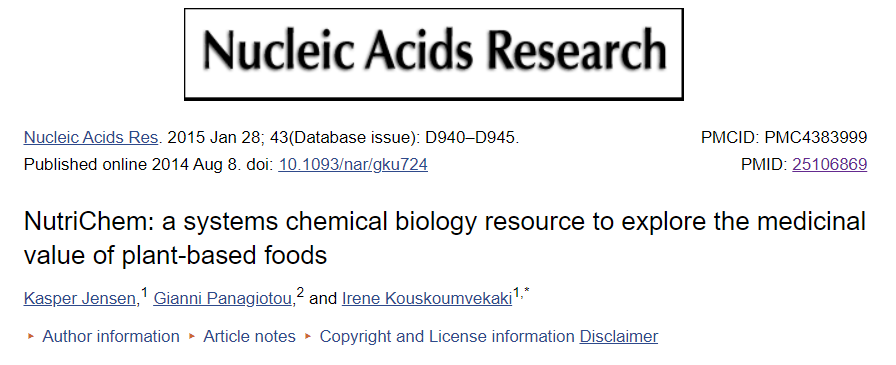 Nucleic Acids Research
Nucleic Acids Res. 2015 Jan 28; 43(Database issue): D940–D945.
PMCID: PMC4383999
Published online 2014 Aug 8. doi: 10.1093/nar/gku724
PMID: 25106869
NutriChem: a systems chemical biology resource to explore the medicinal
value of plant-based foods
Kasper Jensen,1 Gianni Panagiotou,2 and Irene Kouskoumvekaki1,*
▸ Author information ▸ Article notes ▸ Copyright and License information Disclaimer